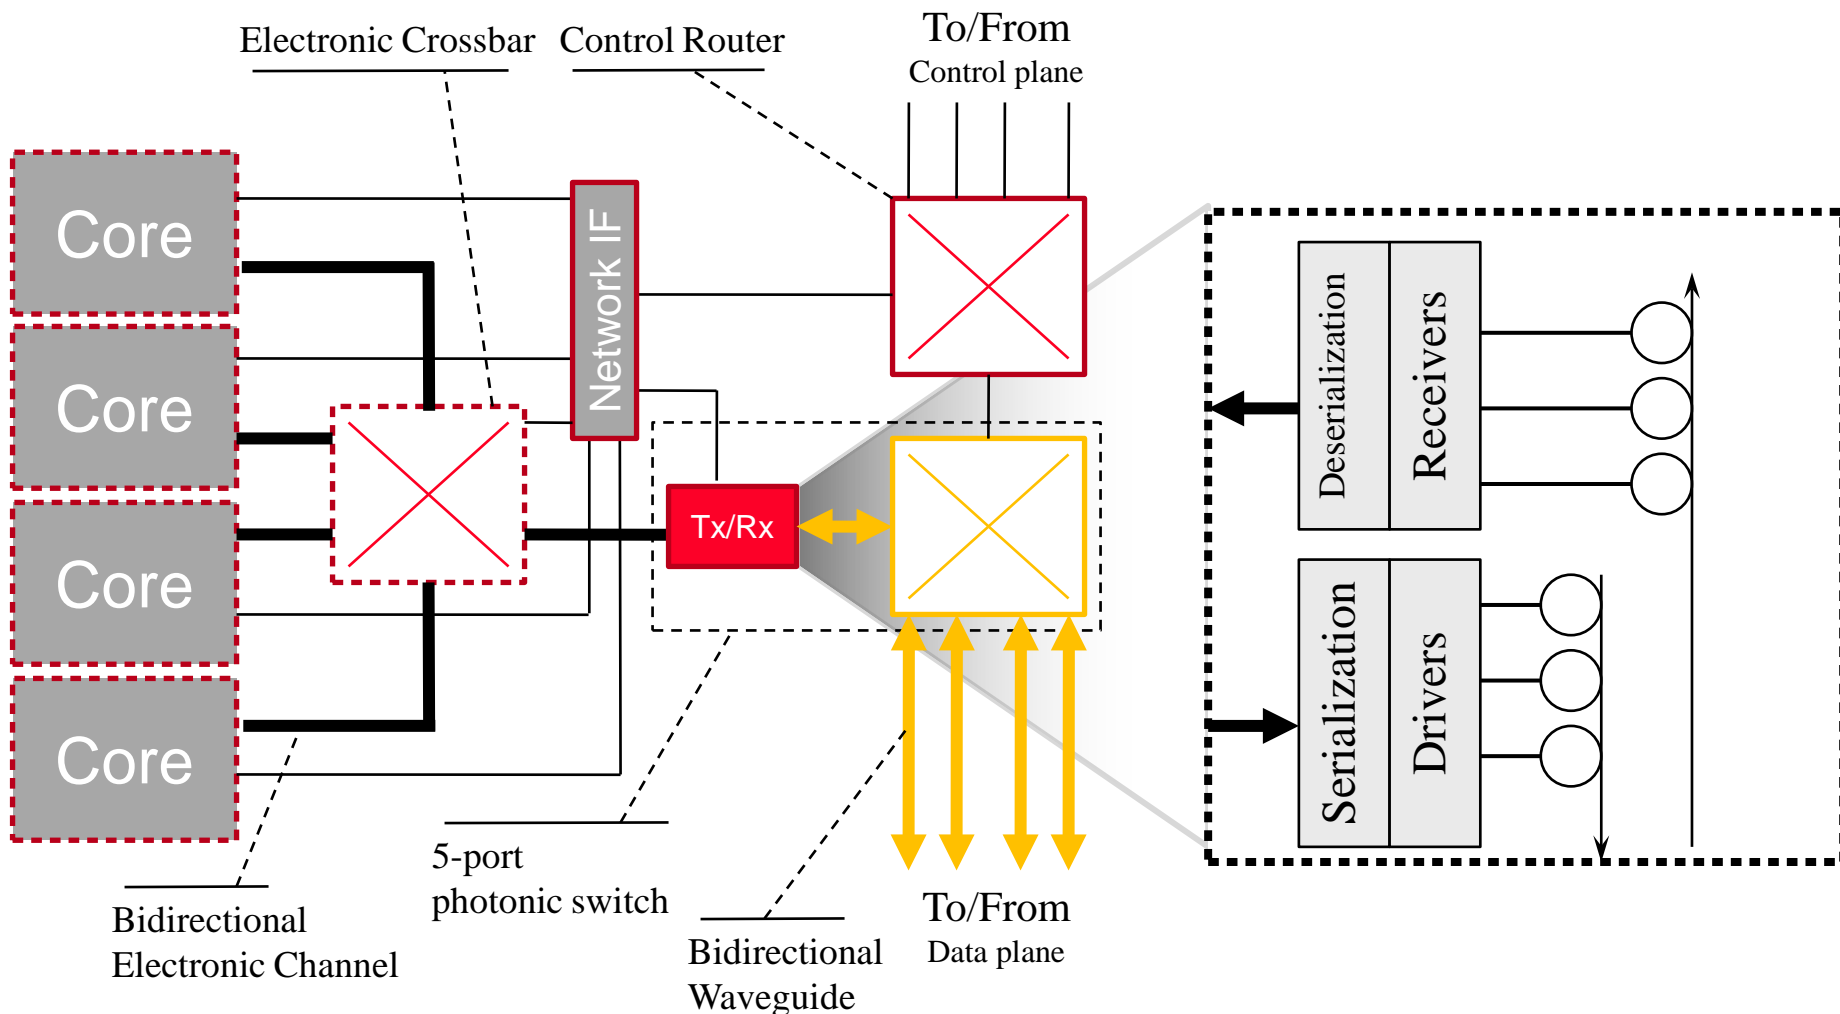 Electronic Crossbar
Control Router
To/From
Control plane
Core
Core
Core
Core
Network IF
Tx/Rx
Deserialization
Receivers
Serialization
Drivers
5-port
photonic switch
Bidirectional
Electronic Channel
Bidirectional
Waveguide
To/From
Data plane